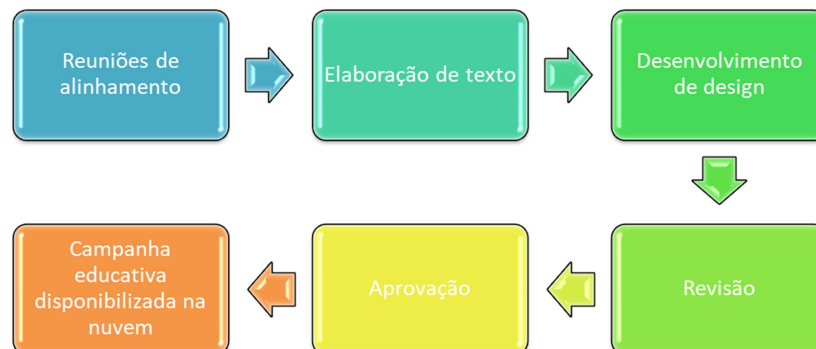 Reuniões de
alinhamento
Elaboração de texto
Desenvolvimento
de design
Revisão
Aprovação
Campanha
educativa
disponibilizada na
nuvem